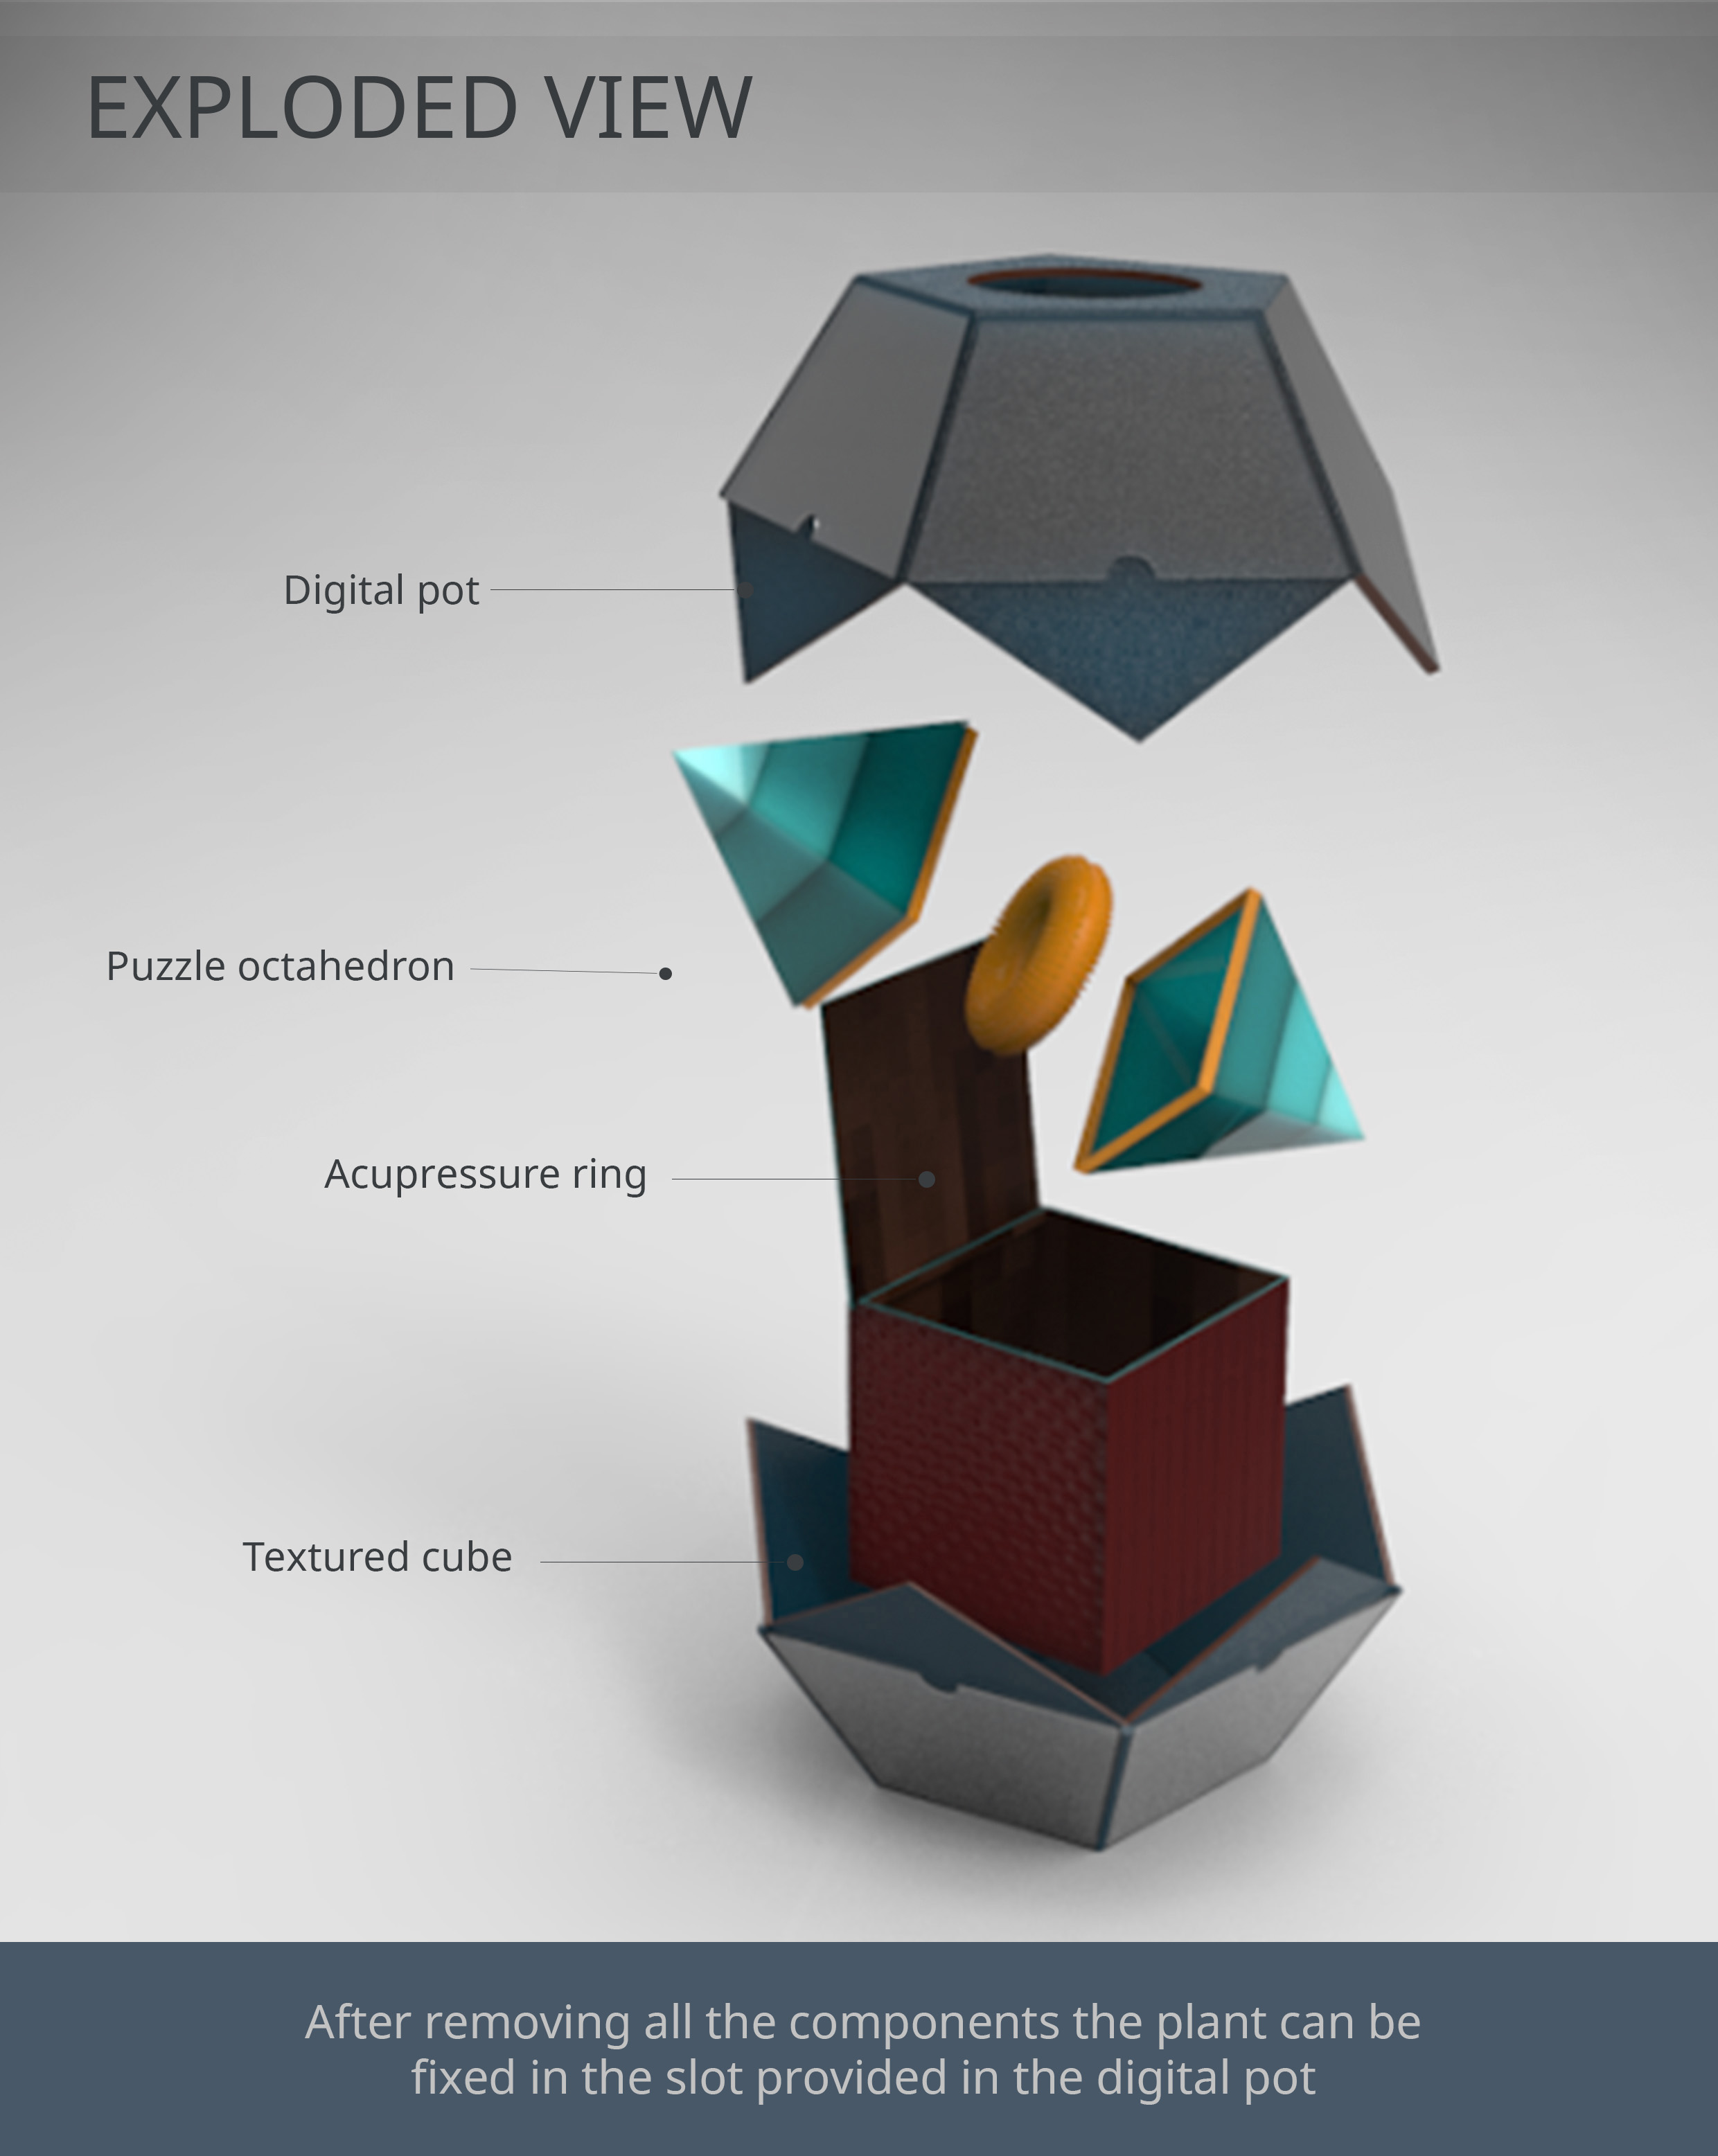 EXPLODED VIEW
Digital pot
Puzzle octahedron
Acupressure ring
Textured cube
After removing all the components the plant can be
fixed in the slot provided in the digital pot